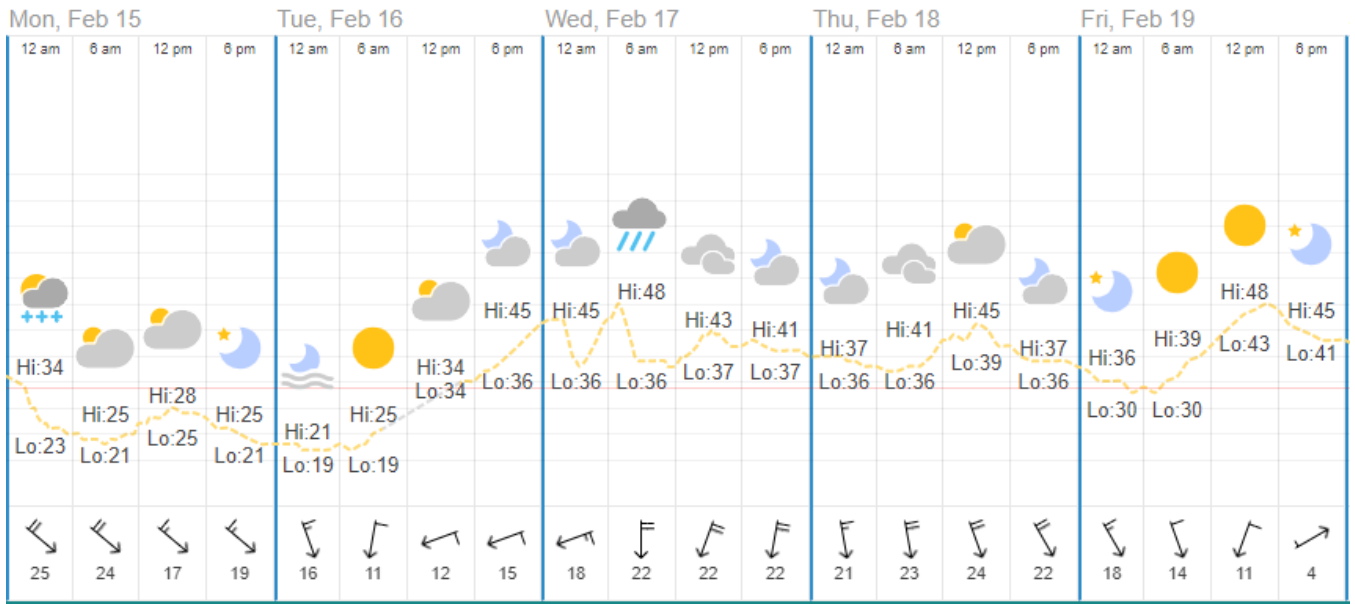 Mon, Feb 15 Tue, Feb 16 Wed, Feb 17 Thu, Feb 18 Fri, Feb 19
12 am 6 am 12 pm 6 pm 12 am 6 am 12 pm 6 pm 12 am 6 am 12 pm 6 pm 12 am 6 am 12 pm 6 pm 12 am 6 am 12 pm 6 pm
Hi:34 Hi:25 Hi:28 Hi:25 Hi:21 Hi:25 Hi:34 Hi:45 Hi:45 Hi:48 Hi:43 Hi:41 Hi:37 Hi:41 Hi:45 Hi:37 Hi:36 Hi:39 Hi:48 Hi:45
Lo:23 Lo:21 Lo:25 Lo:21 Lo:19 Lo:19 Lo:34 Lo:36 Lo:36 Lo:36 Lo:37 Lo:37 Lo:36 Lo:36 Lo:39 Lo:36 Lo:30 Lo:30 Lo:43 Lo:41
25 24 17 19 16 11 12 15 18 22 22 22 21 23 24 22 18 14 11 4